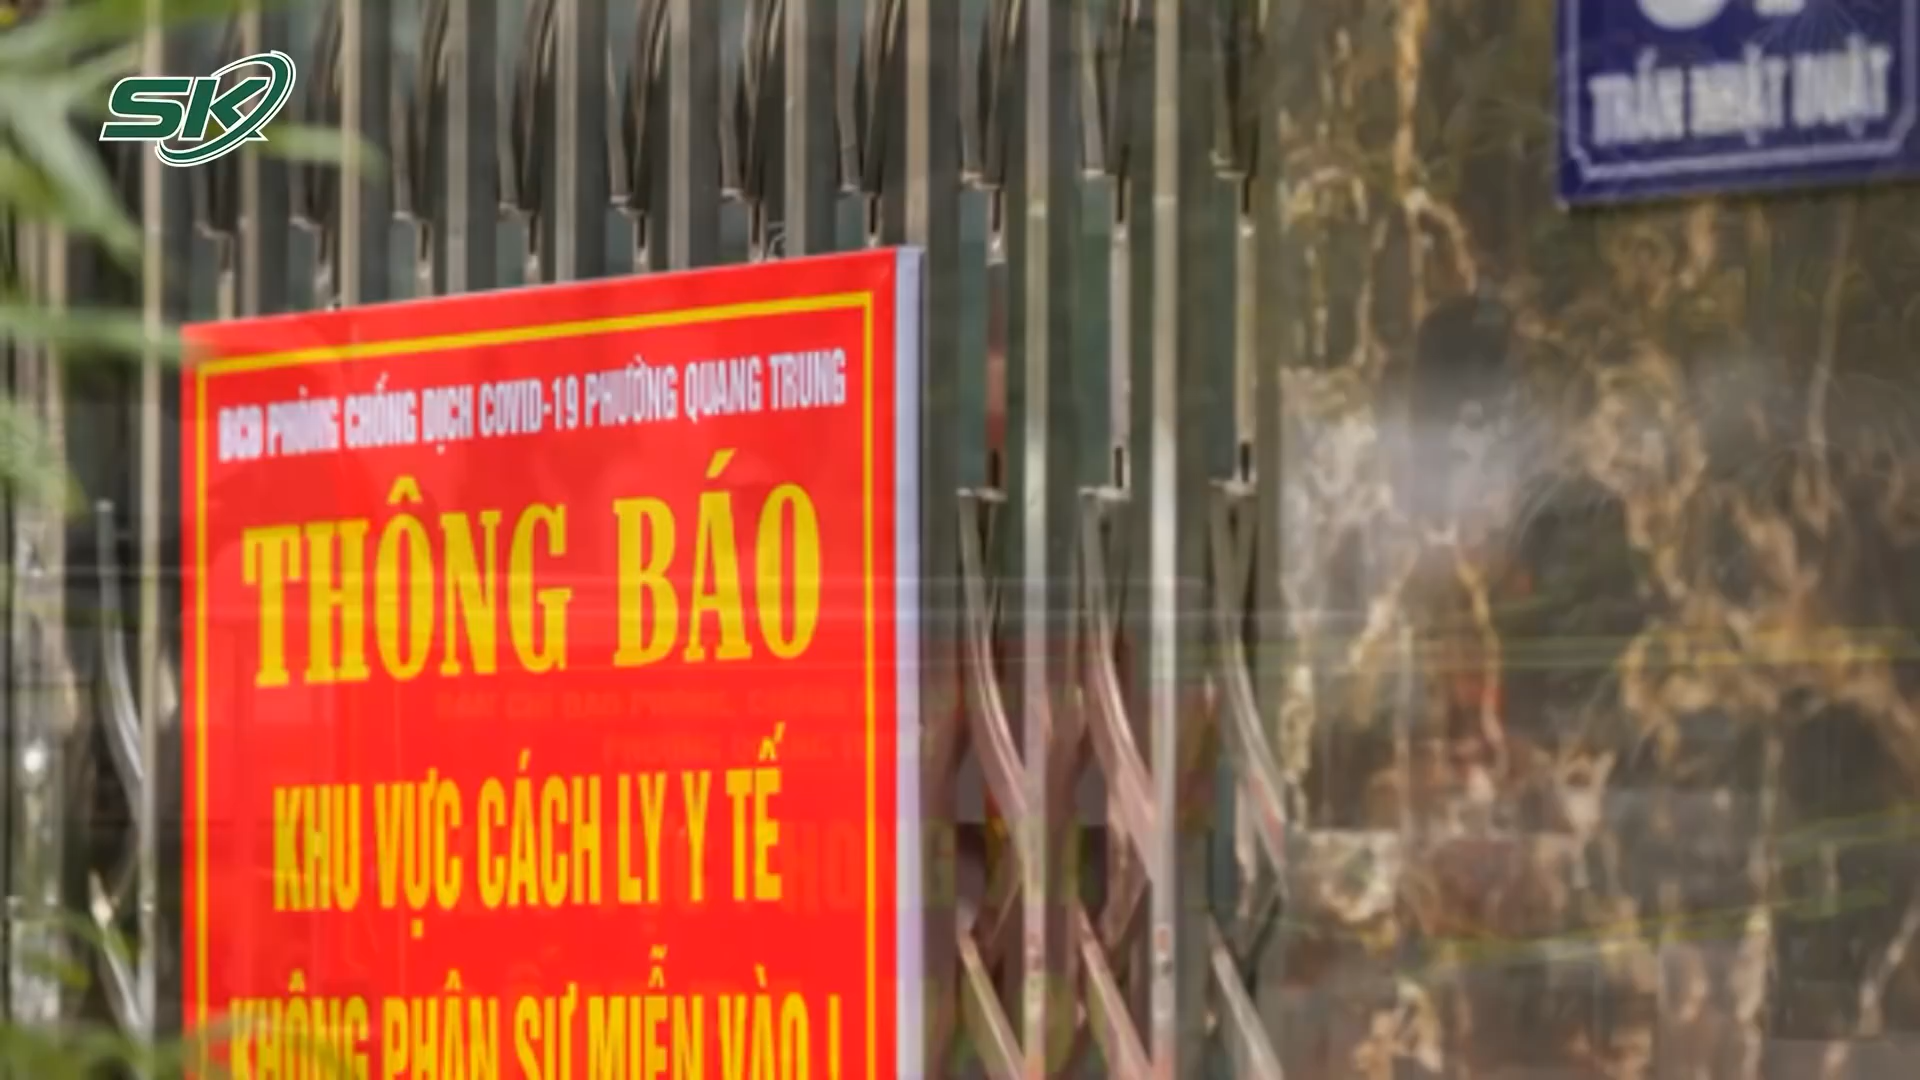 SK
TRẦN NHẬT DUẬT
BCĐ PHÒNG CHỐNG DỊCH COVID-19 PHƯỜNG QUANG TRUNG
THÔNG BÁO
KHU VỰC CÁCH LY Y TẾ
KHÔNG PHẬN SỰ MIỄN VÀO !